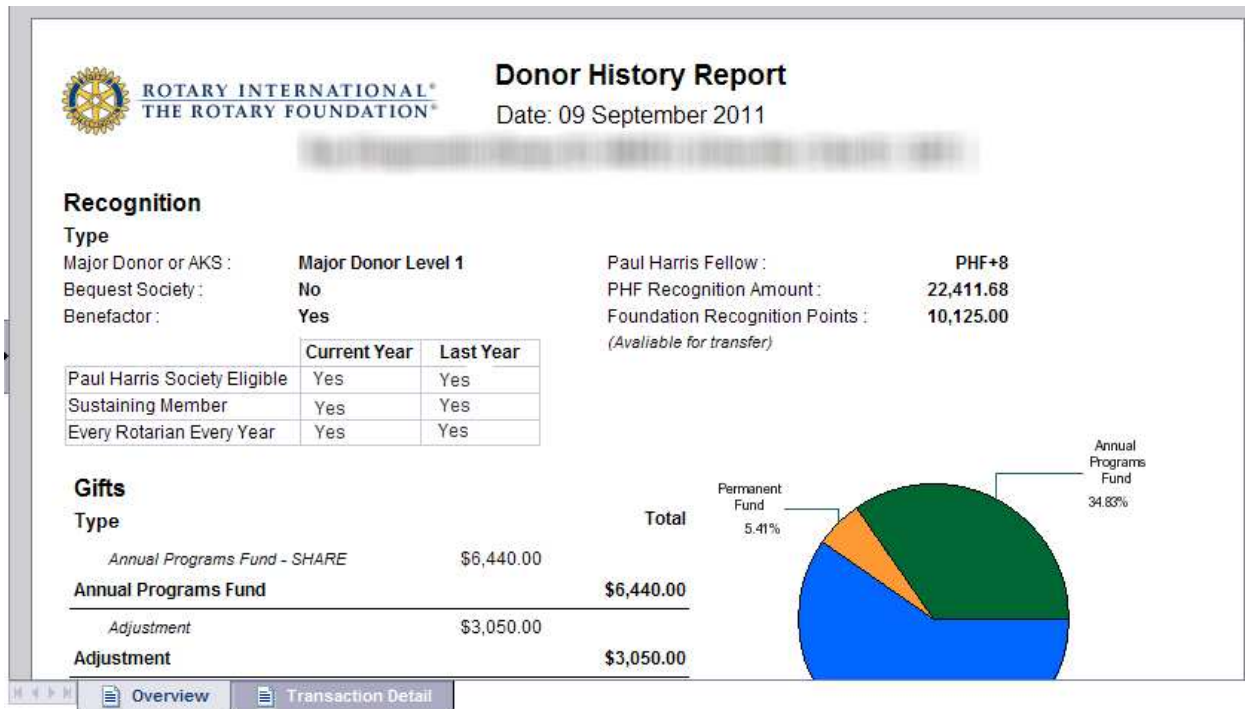 ROTARY INTERNATIONAL®
THE ROTARY FOUNDATION®
Donor History Report
Date: 09 September 2011
Recognition
Type
Major Donor or AKS : Major Donor Level 1
Bequest Society : No
Benefactor : Yes
Paul Harris Fellow : PHF+8
PHF Recognition Amount : 22,411.68
Foundation Recognition Points : 10,125.00
(Avaliable for transfer)
Current Year Last Year
Paul Harris Society Eligible Yes Yes
Sustaining Member Yes Yes
Every Rotarian Every Year Yes Yes
Gifts
Type Total
Annual Programs Fund - SHARE $6,440.00
Annual Programs Fund $6,440.00
Adjustment $3,050.00
Adjustment $3,050.00
Permanent
Fund
5.41%
Annual
Programs
Fund
34.83%
Overview Transaction Detail